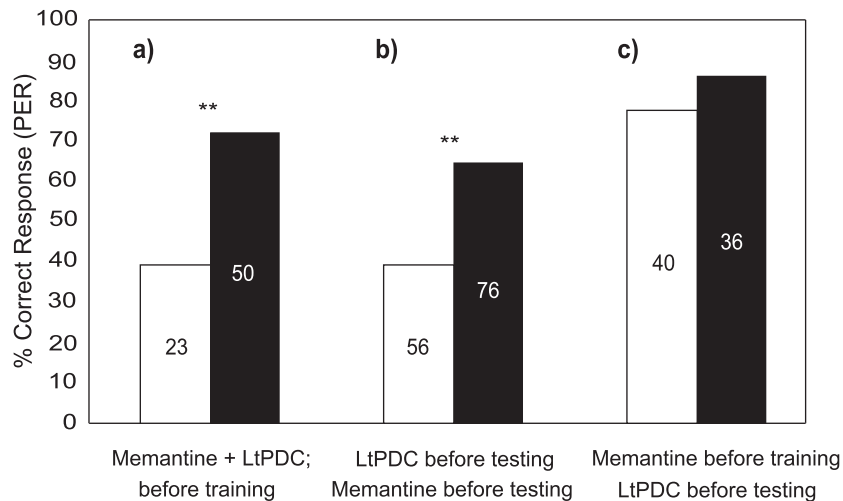 % Correct Response (PER)
100
90
80
70
60
50
40
30
20
10
0
a)
b)
c)
**
**
23
50
56
76
40
36
Memantine + LtPDC;
before training
LtPDC before testing
Memantine before testing
Memantine before training
LtPDC before testing